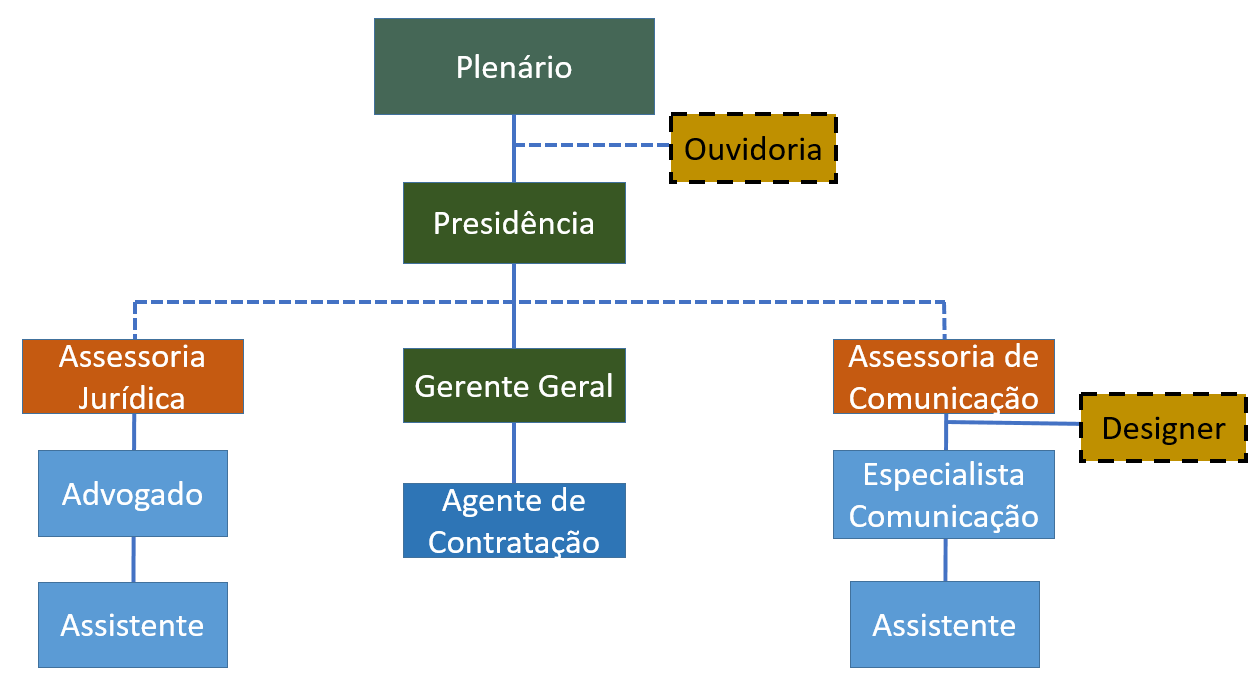 Plenário
Ouvidoria
Presidência
Assessoria
Jurídica
Gerente Geral
Assessoria de
Comunicação
Designer
Advogado
Agente de
Contratação
Especialista
Comunicação
Assistente
Assistente